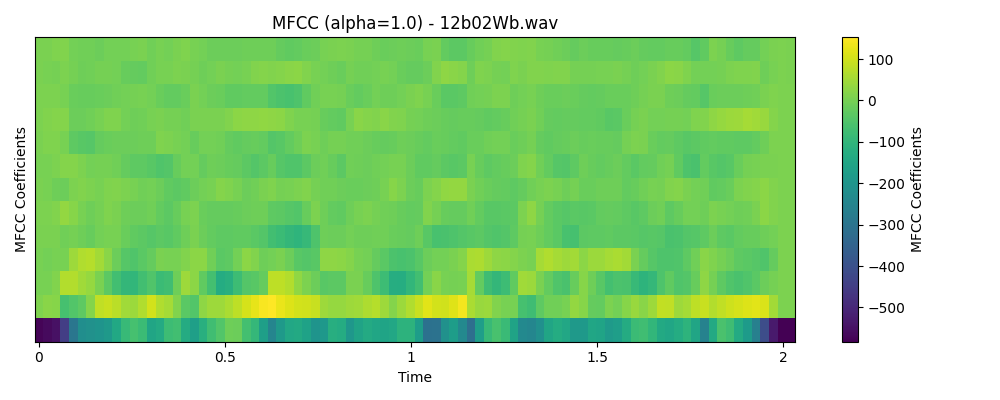 MFCC (alpha=1.0) - 12b02Wb.wav
MFCC Coefficients
0 0.5 1 1.5 2
Time
100
0
−100
−200
−300
−400
−500
MFCC Coefficients